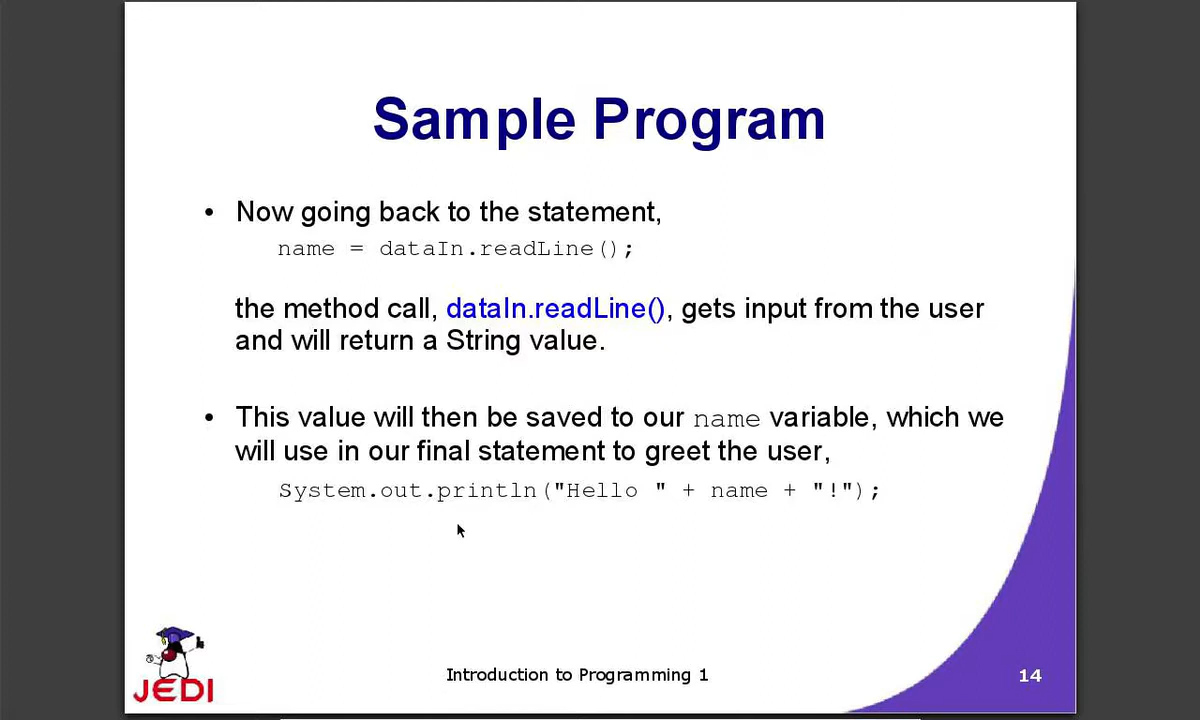 Sample Program
• Now going back to the statement,
name = dataIn.readLine();
the method call, dataIn.readLine(), gets input from the user
and will return a String value.
• This value will then be saved to our name variable, which we
will use in our final statement to greet the user,
System.out.println("Hello " + name + "!");
JEDI
Introduction to Programming 1
14